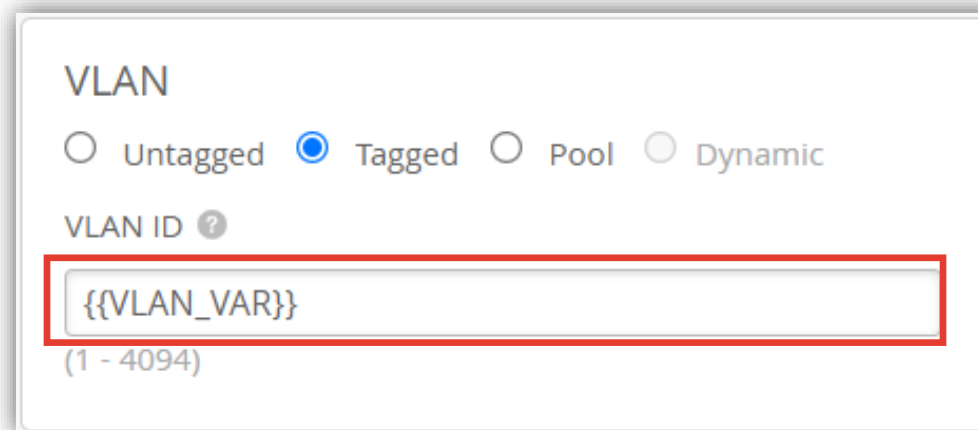 VLAN
Untagged Tagged Pool Dynamic
VLAN ID ?
{{VLAN_VAR}}
(1 - 4094)